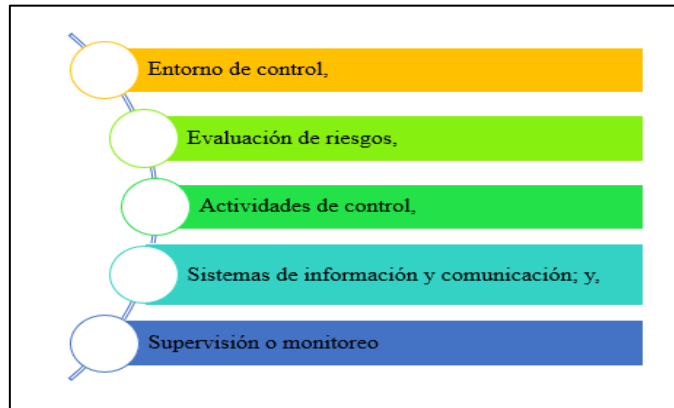 Entorno de control,
Evaluación de riesgos,
Actividades de control,
Sistemas de información y comunicación; y,
Supervisión o monitoreo